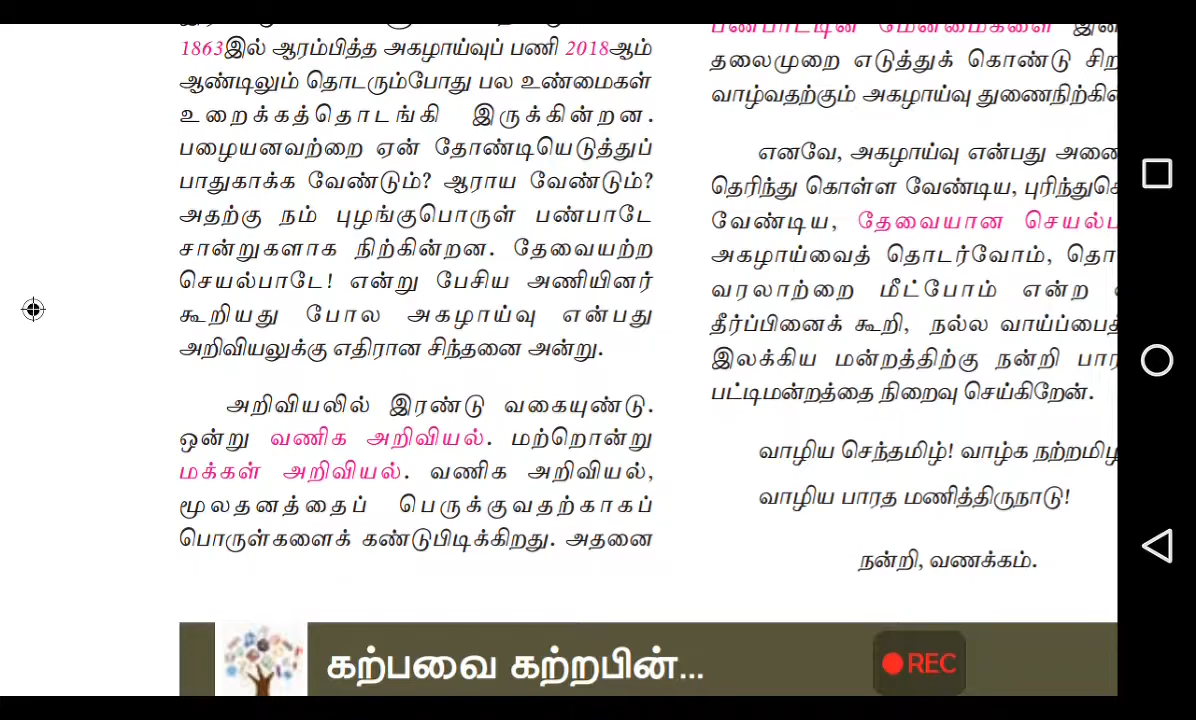 1863இல் ஆரம்பித்த அகழாய்வுப் பணி 2018ஆம்
ஆண்டிலும் தொடரும்போது பல உண்மைகள்
உறைக்கத்தொடங்கி இருக்கின்றன.
பழையனவற்றை ஏன் தோண்டியெடுத்துப்
பாதுகாக்க வேண்டும்? ஆராய வேண்டும்?
அதற்கு நம் புழங்குபொருள் பண்பாடே
சான்றுகளாக நிற்கின்றன. தேவையற்ற
செயல்பாடே! என்று பேசிய அணியினர்
கூறியது போல அகழாய்வு என்பது
அறிவியலுக்கு எதிரான சிந்தனை அன்று.
அறிவியலில் இரண்டு வகையுண்டு.
ஒன்று வணிக அறிவியல். மற்றொன்று
மக்கள் அறிவியல். வணிக அறிவியல்,
மூலதனத்தைப் பெருக்குவதற்காகப்
பொருள்களைக் கண்டுபிடிக்கிறது. அதனை
பண்பாட்டின் மேன்மைகளை
தலைமுறை எடுத்துக் கொண்டு
வாழ்வதற்கும் அகழாய்வு
எனவே, அகழாய்வு என்பது
தெரிந்து கொள்ள வேண்டிய,
வேண்டிய, தேவையான
அகழாய்வைத் தொடர்வோம்,
வரலாற்றை மீட்போம் என்ற
தீர்ப்பினைக் கூறி, நல்ல
இலக்கிய மன்றத்திற்கு நன்றி
பட்டிமன்றத்தை நிறைவு செய்கிறேன்.
வாழிய செந்தமிழ்! வாழ்க
வாழிய பாரத மணித்திருநாடு!
நன்றி, வணக்கம்.
கற்பவை கற்றபின்...
REC